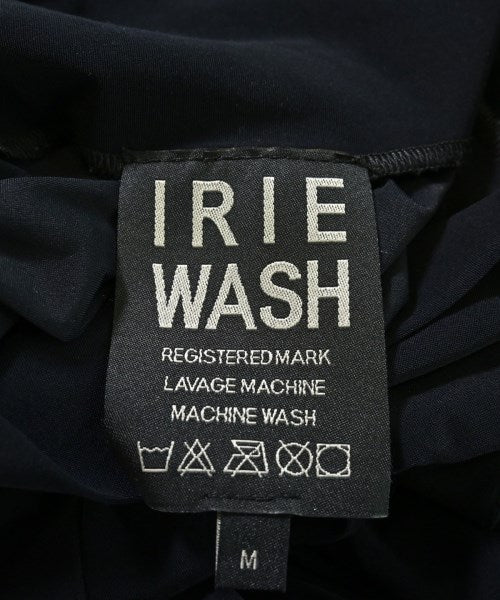 IRIE
WASH
REGISTERED MARK
LAVAGE MACHINE
MACHINE WASH
M